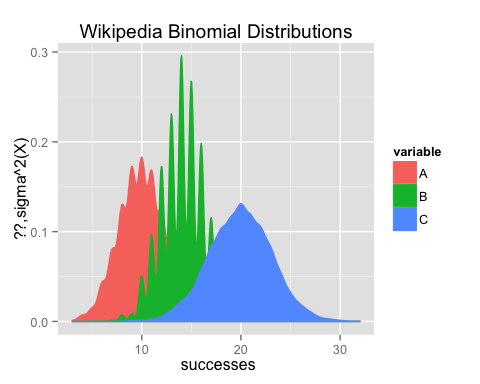 Wikipedia Binomial Distributions
??,sigma^2(X)
0.3
0.2
0.1
0.0
10 20 30
successes
variable
A
B
C